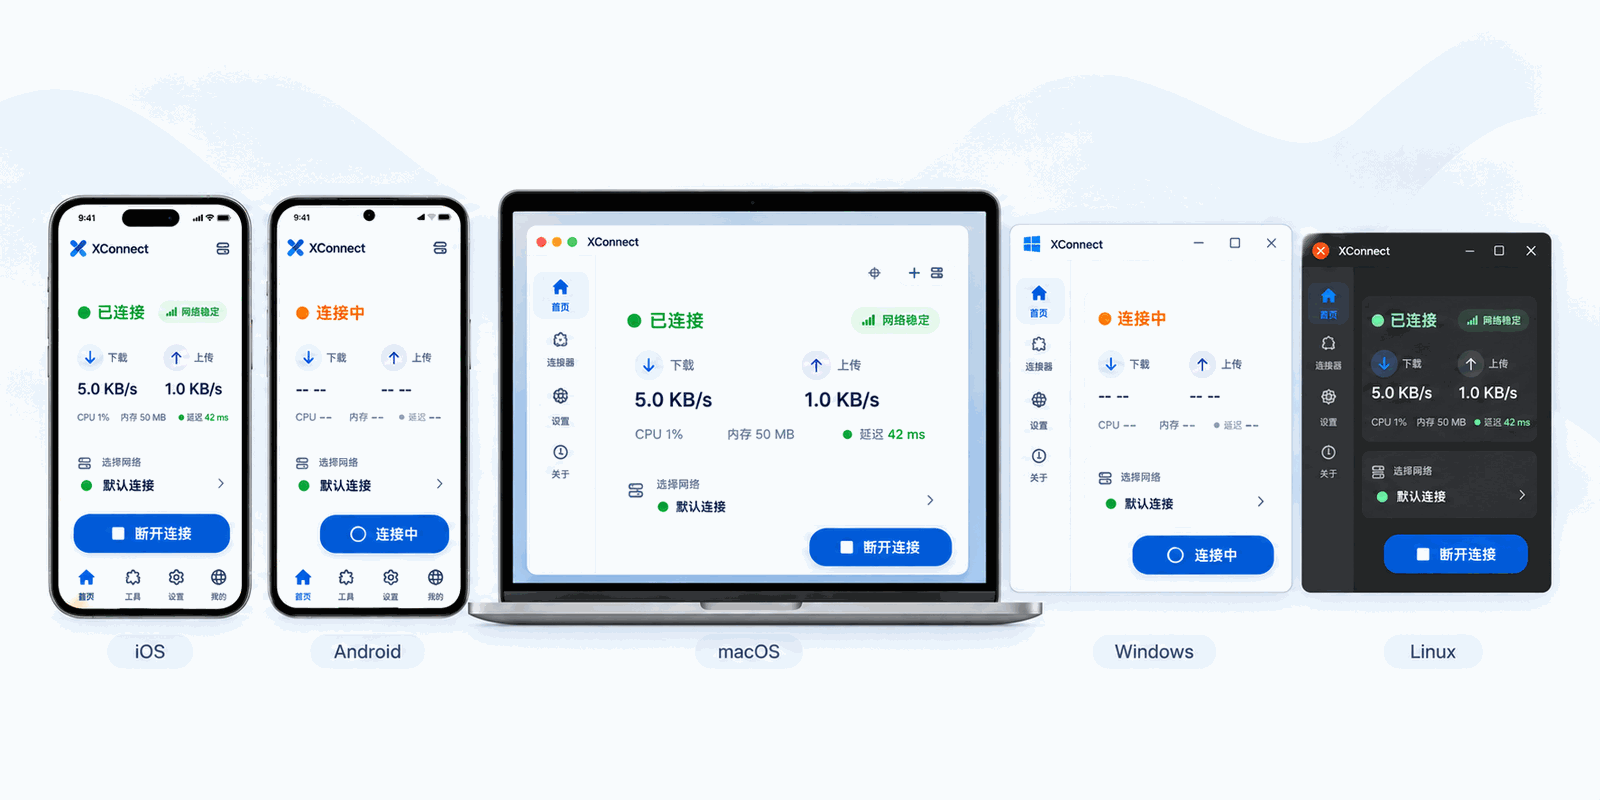 9:41
XConnect
已连接
网络稳定
下载
上传
5.0 KB/s
1.0 KB/s
CPU 1%
内存 50 MB
延迟 42 ms
选择网络
默认连接
断开连接
首页
工具
设置
我的
iOS
9:41
XConnect
连接中
下载
上传
-- --
-- --
CPU --
内存 --
延迟 --
选择网络
默认连接
连接中
首页
工具
设置
我的
Android
XConnect
首页
连接器
设置
关于
已连接
网络稳定
下载
上传
5.0 KB/s
1.0 KB/s
CPU 1%
内存 50 MB
延迟 42 ms
选择网络
默认连接
断开连接
macOS
XConnect
首页
连接器
设置
关于
连接中
下载
上传
-- --
-- --
CPU --
内存 --
延迟 --
选择网络
默认连接
连接中
Windows
XConnect
首页
连接器
设置
关于
已连接
网络稳定
下载
上传
5.0 KB/s
1.0 KB/s
CPU 1%
内存 50 MB
延迟 42 ms
选择网络
默认连接
断开连接
Linux